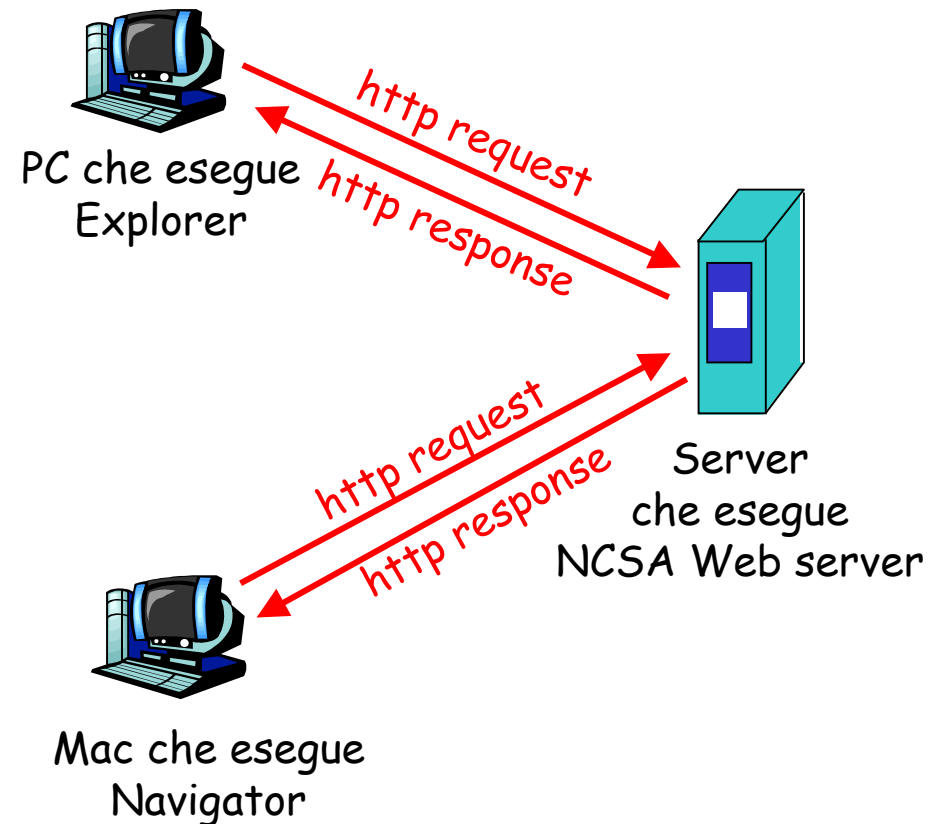 http request
http response
PC che esegue
Explorer
http request
http response
Server
che esegue
NCSA Web server
Mac che esegue
Navigator